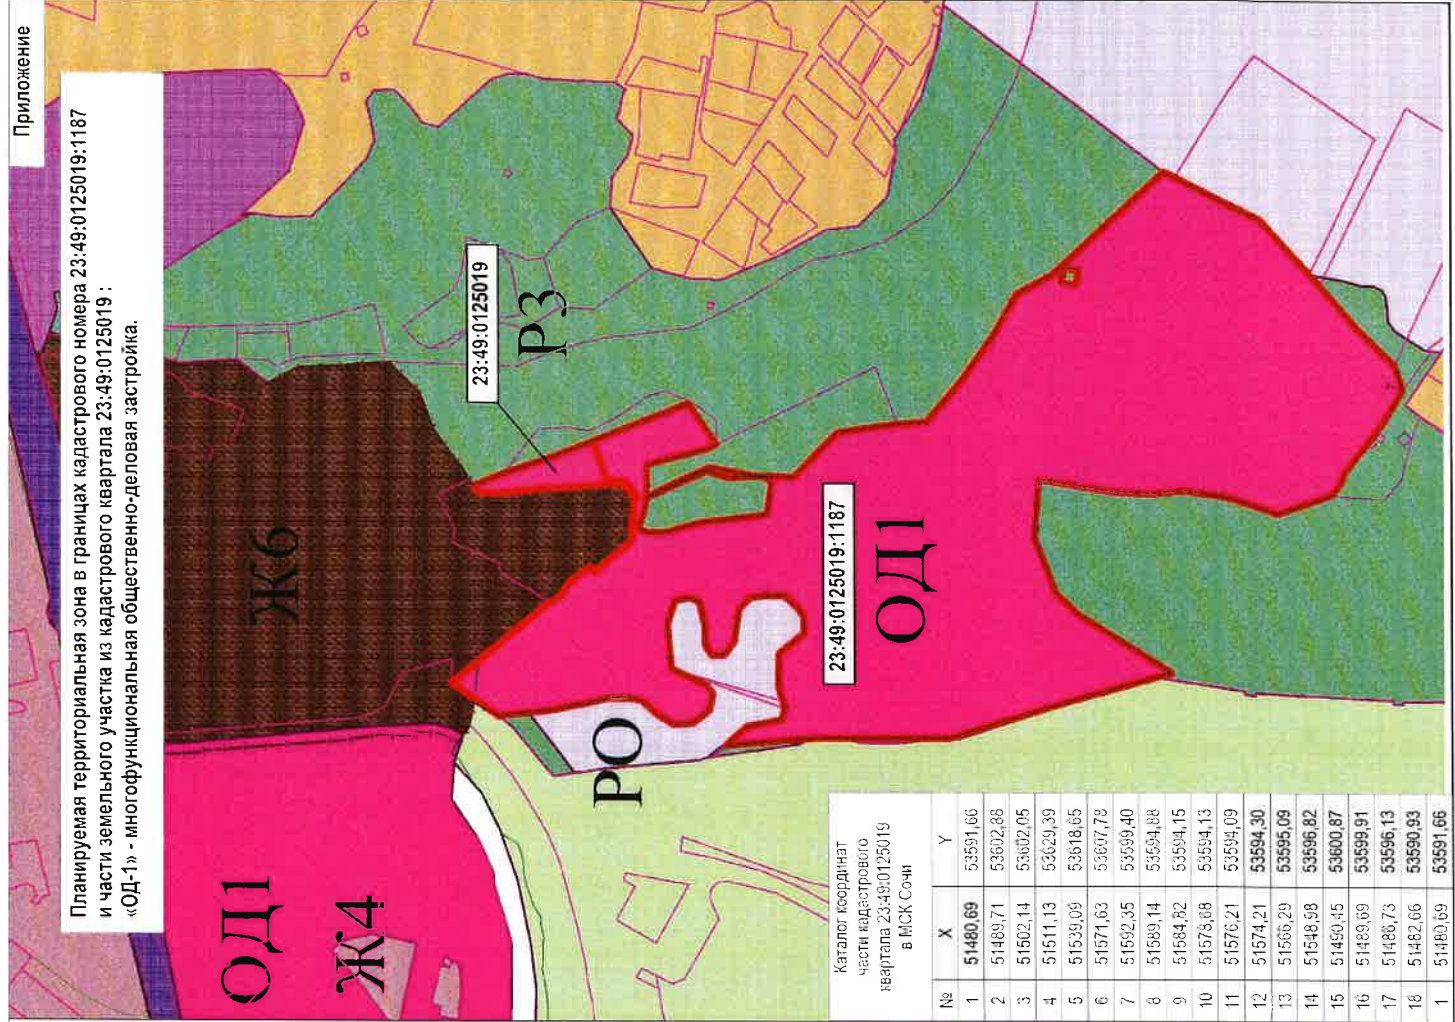 Приложение
Планируемая территориальная зона в границах кадастрового номера 23:49:0125019:1187
и части земельного участка из кадастрового квартала 23:49:0125019 :
«ОД-1» - многофункциональная общественно-деловая застройка.
23:49:0125019
Р3
Ж6
23:49:0125019:1187
ОД1
РО
ОД1
Ж4
Каталог координат
части кадастрового
квартала 23:49:0125019
в МСК Сочи
№ X Y
1 51480,69 53591,66
2 51489,71 53602,88
3 51502,14 53602,05
4 51511,13 53629,39
5 51539,09 53618,65
6 51571,63 53607,78
7 51592,35 53599,40
8 51589,14 53594,88
9 51584,82 53594,15
10 51578,68 53594,13
11 51576,21 53594,09
12 51574,21 53594,30
13 51566,29 53595,09
14 51548,98 53596,82
15 51490,45 53600,87
16 51489,69 53599,91
17 51486,73 53596,13
18 51482,66 53590,93
1 51480,69 53591,66